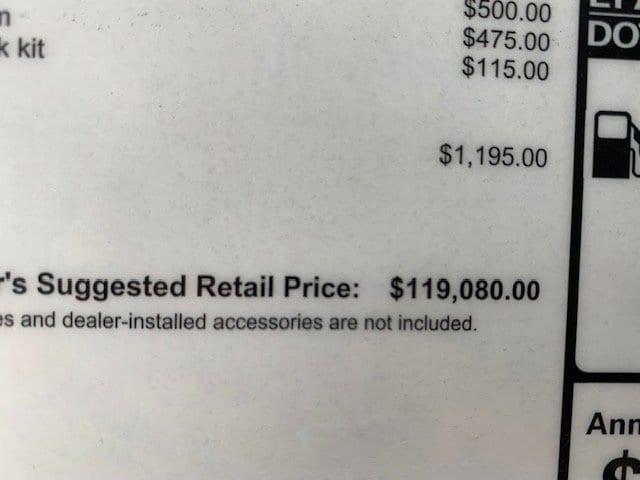 $500.00
k kit $475.00
$115.00
$1,195.00
r's Suggested Retail Price: $119,080.00
es and dealer-installed accessories are not included.
DO
Ann
$